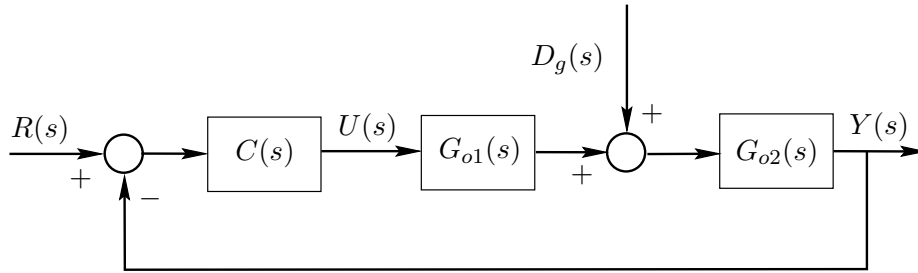 D_g(s)
+
R(s)
+
−
C(s)
U(s)
G_{o1}(s)
+
G_{o2}(s)
Y(s)